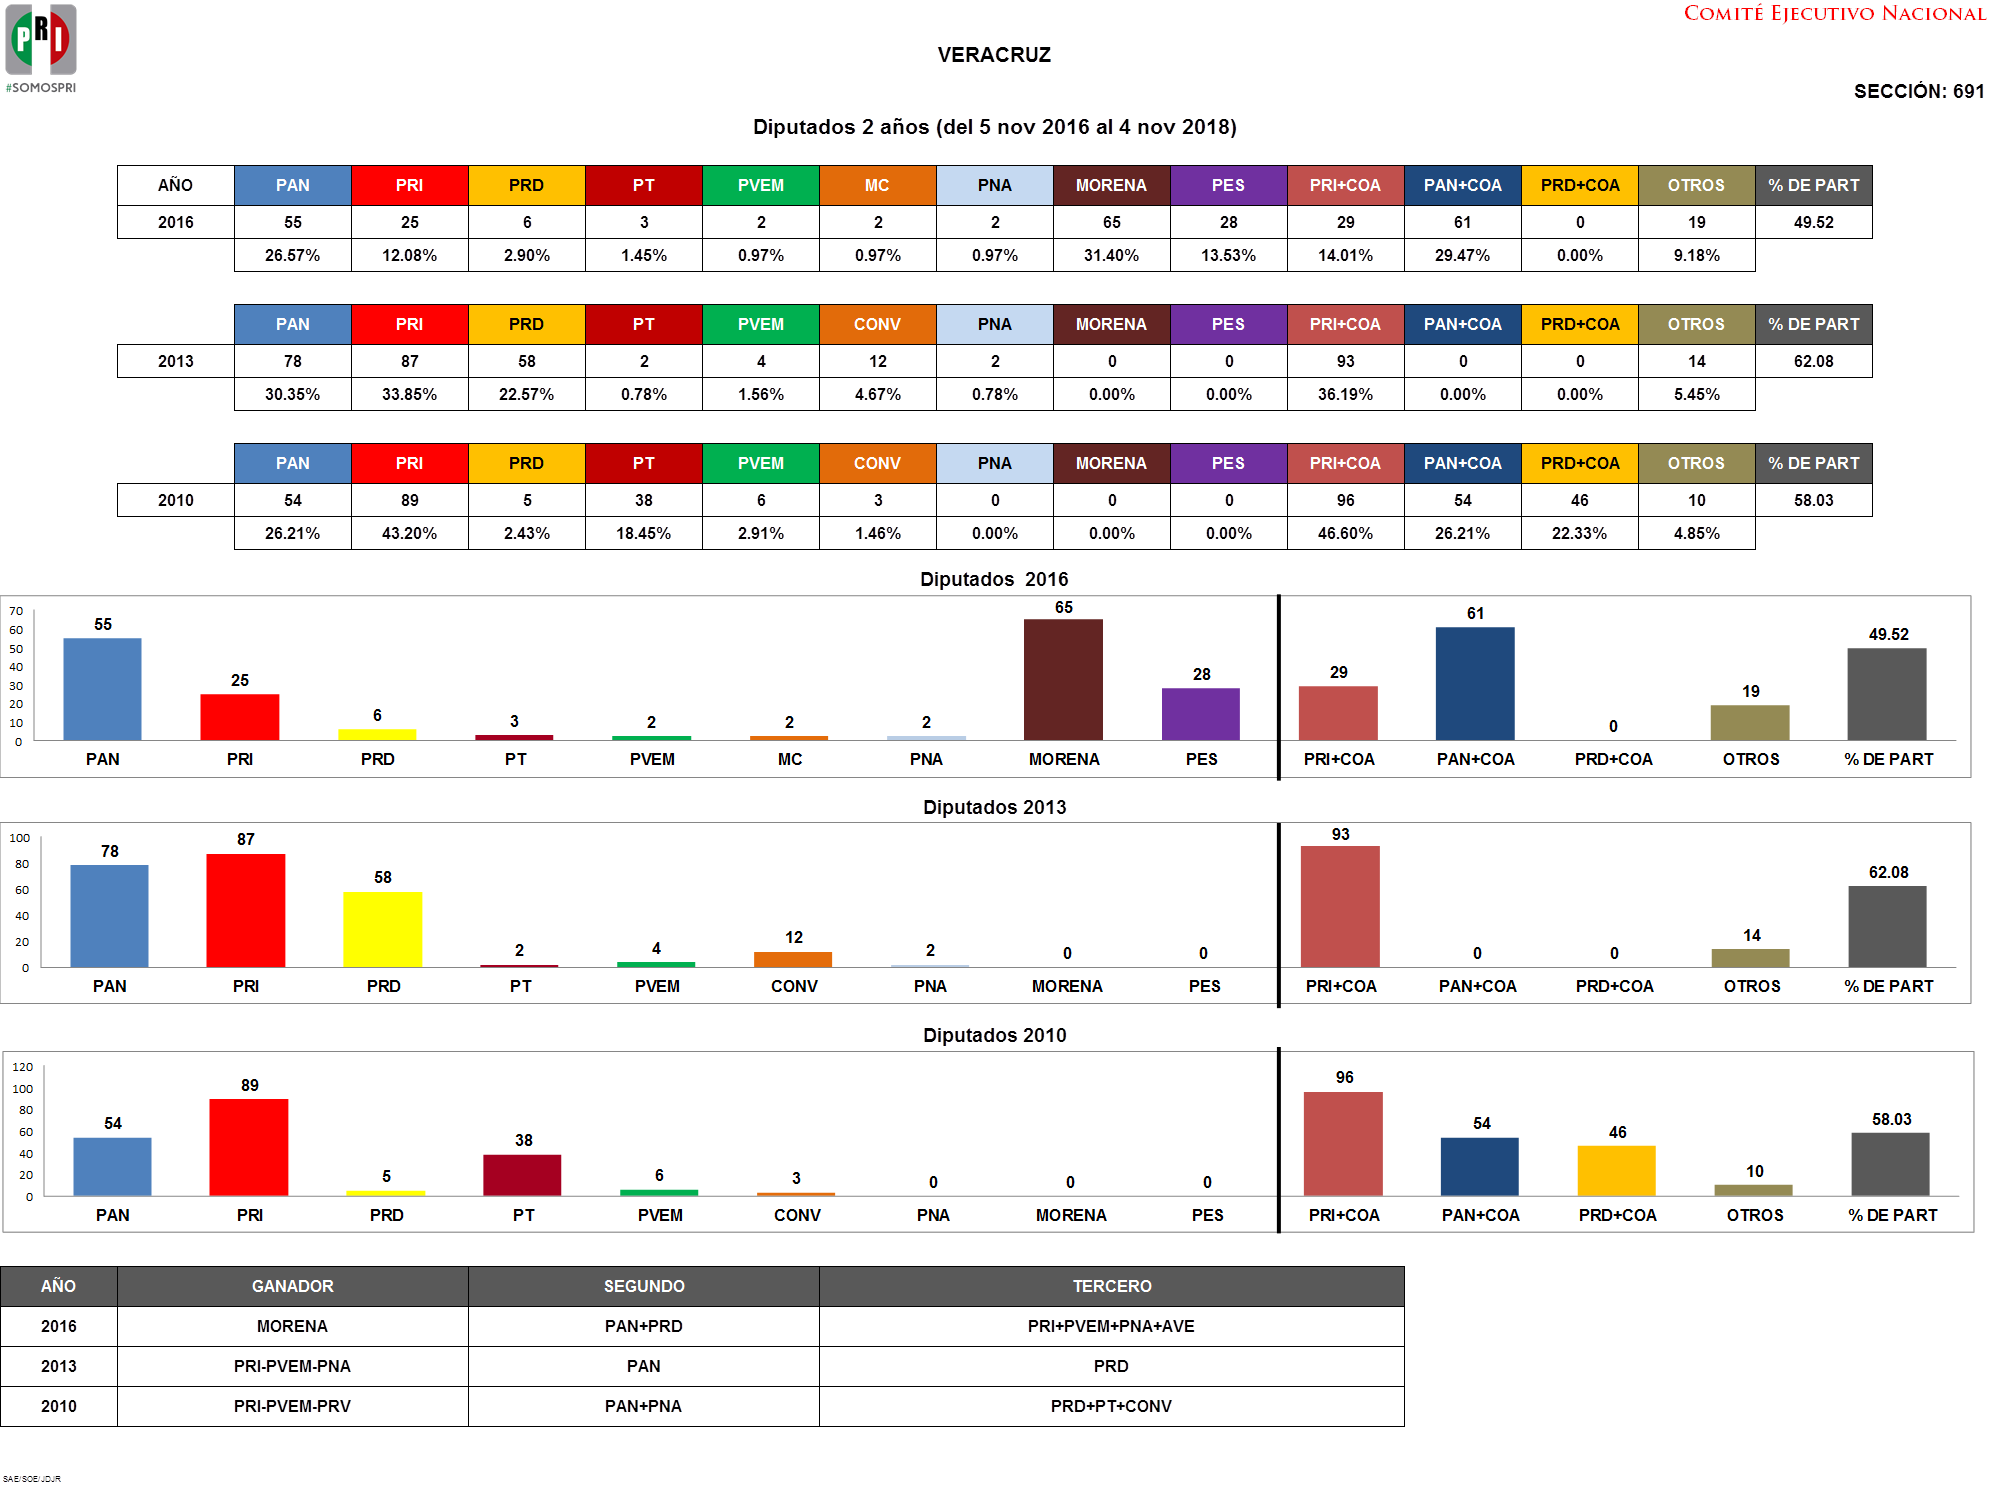 PRI
#SOMOSPRI
COMITÉ EJECUTIVO NACIONAL
VERACRUZ
SECCIÓN: 691
Diputados 2 años (del 5 nov 2016 al 4 nov 2018)
AÑO PAN PRI PRD PT PVEM MC PNA MORENA PES PRI+COA PAN+COA PRD+COA OTROS % DE PART
2016 55 25 6 3 2 2 2 65 28 29 61 0 19 49.52
26.57% 12.08% 2.90% 1.45% 0.97% 0.97% 0.97% 31.40% 13.53% 14.01% 29.47% 0.00% 9.18%
PAN PRI PRD PT PVEM CONV PNA MORENA PES PRI+COA PAN+COA PRD+COA OTROS % DE PART
2013 78 87 58 2 4 12 2 0 0 93 0 0 14 62.08
30.35% 33.85% 22.57% 0.78% 1.56% 4.67% 0.78% 0.00% 0.00% 36.19% 0.00% 0.00% 5.45%
PAN PRI PRD PT PVEM CONV PNA MORENA PES PRI+COA PAN+COA PRD+COA OTROS % DE PART
2010 54 89 5 38 6 3 0 0 0 96 54 46 10 58.03
26.21% 43.20% 2.43% 18.45% 2.91% 1.46% 0.00% 0.00% 0.00% 46.60% 26.21% 22.33% 4.85%
Diputados 2016
70
60
50
40
30
20
10
0
55 25 6 3 2 2 2 65 28 29 61 0 19 49.52
PAN PRI PRD PT PVEM MC PNA MORENA PES PRI+COA PAN+COA PRD+COA OTROS % DE PART
Diputados 2013
100
80
60
40
20
0
78 87 58 2 4 12 2 0 0 93 0 0 14 62.08
PAN PRI PRD PT PVEM CONV PNA MORENA PES PRI+COA PAN+COA PRD+COA OTROS % DE PART
Diputados 2010
120
100
80
60
40
20
0
54 89 5 38 6 3 0 0 0 96 54 46 10 58.03
PAN PRI PRD PT PVEM CONV PNA MORENA PES PRI+COA PAN+COA PRD+COA OTROS % DE PART
AÑO GANADOR SEGUNDO TERCERO
2016 MORENA PAN+PRD PRI+PVEM+PNA+AVE
2013 PRI-PVEM-PNA PAN PRD
2010 PRI-PVEM-PRV PAN+PNA PRD+PT+CONV
SAE/SOE/JDJR